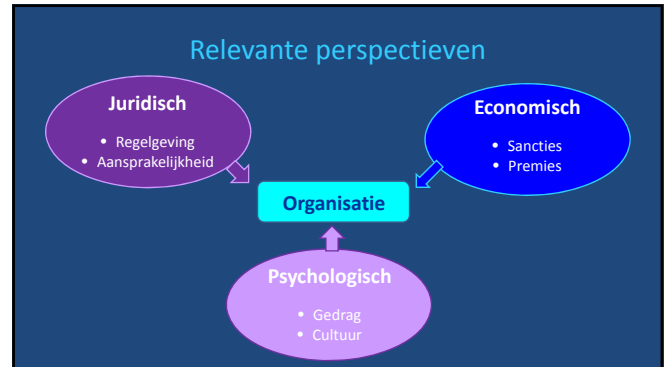 Relevante perspectieven
Juridisch
• Regelgeving
• Aansprakelijkheid
Economisch
• Sancties
• Premies
Organisatie
Psychologisch
• Gedrag
• Cultuur